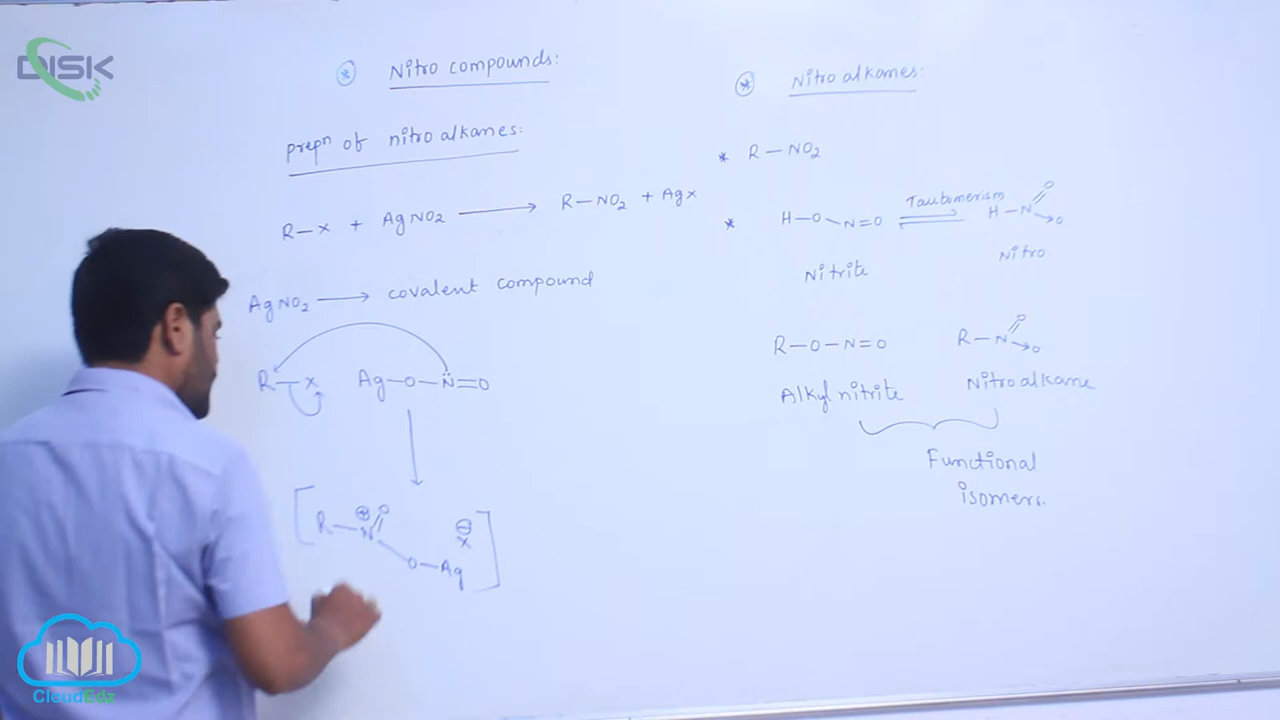 DISK
* Nitro compounds:
prepn of nitro alkanes:
R–x + AgNO2 ⟶ R–NO2 + Agx
AgNO2 ⟶ covalent compound
R–x Ag–O–N̈=O
[R–N⊕=O –O–Ag x⊖]
* Nitro alkanes:
* R–NO2
* H–O–N=O ⇌ Tautomerism H–N=O →O
Nitrite Nitro.
R–O–N=O R–N=O →O
Alkyl nitrite Nitro alkane
Functional
isomers.
CloudEdz